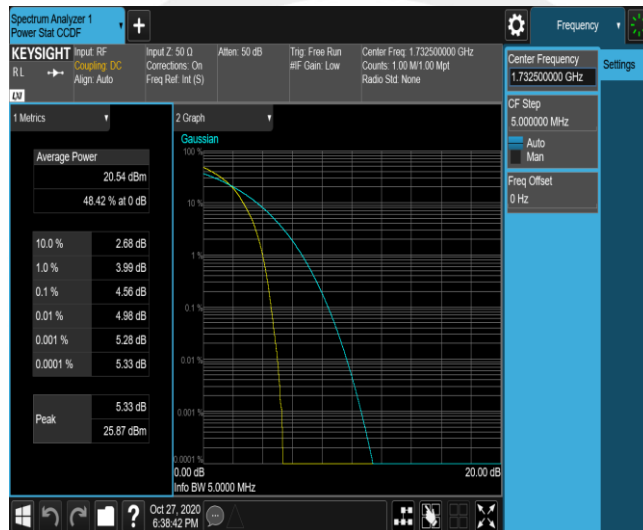 Spectrum Analyzer 1
Power Stat CCDF
Frequency
KEYSIGHT
RL
LXI
Input: RF
Coupling: DC
Align: Auto
Input Z: 50 Ω
Corrections: On
Freq Ref: Int (S)
Atten: 50 dB
Trig: Free Run
#IF Gain: Low
Center Freq: 1.732500000 GHz
Counts: 1.00 M/1.00 Mpt
Radio Std: None
Center Frequency
1.732500000 GHz
Settings
CF Step
5.000000 MHz
Auto
Man
Freq Offset
0 Hz
1 Metrics
Average Power
20.54 dBm
48.42 % at 0 dB
10.0 % 2.68 dB
1.0 % 3.99 dB
0.1 % 4.56 dB
0.01 % 4.98 dB
0.001 % 5.28 dB
0.0001 % 5.33 dB
Peak 5.33 dB
25.87 dBm
2 Graph
Gaussian
100 %
10 %
1 %
0.1 %
0.01 %
0.001 %
0.0001 %
0.00 dB 20.00 dB
Info BW 5.0000 MHz
Oct 27, 2020
6:38:42 PM